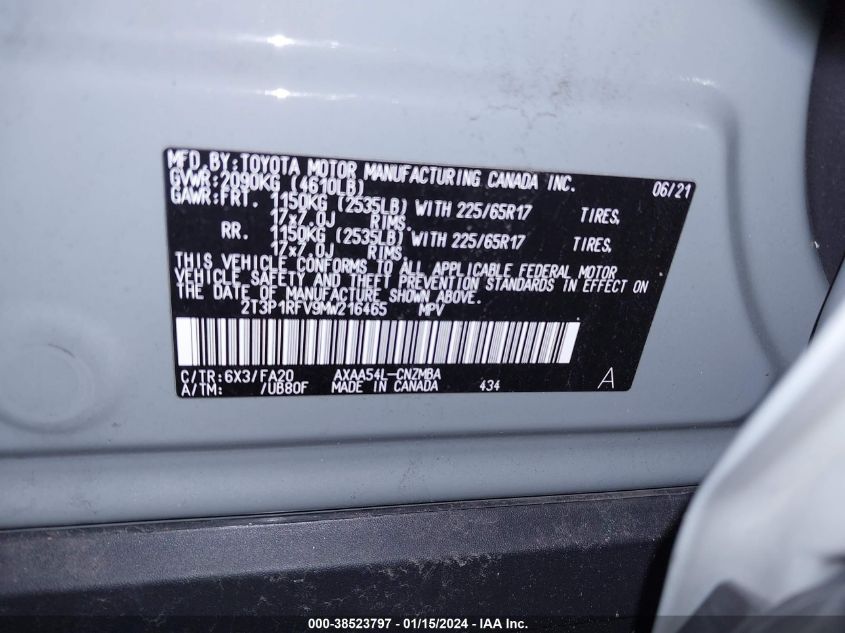 MFD. BY: TOYOTA MOTOR MANUFACTURING CANADA INC. 06/21
GVWR: 2090KG (4610LB)
GAWR: FRT. 1150KG (2535LB) WITH 225/65R17 TIRES,
17x7.0J RIMS.
RR. 1150KG (2535LB) WITH 225/65R17 TIRES,
17x7.0J RIMS.
THIS VEHICLE CONFORMS TO ALL APPLICABLE FEDERAL MOTOR
VEHICLE SAFETY AND THEFT PREVENTION STANDARDS IN EFFECT ON
THE DATE OF MANUFACTURE SHOWN ABOVE.
2T3P1RFV9MW216465 MPV
C/TR: 6X3/FA20 AXAA54L-CNZMBA
A/TM: /UB80F MADE IN CANADA 434 A
000-38523797 - 01/15/2024 - IAA Inc.